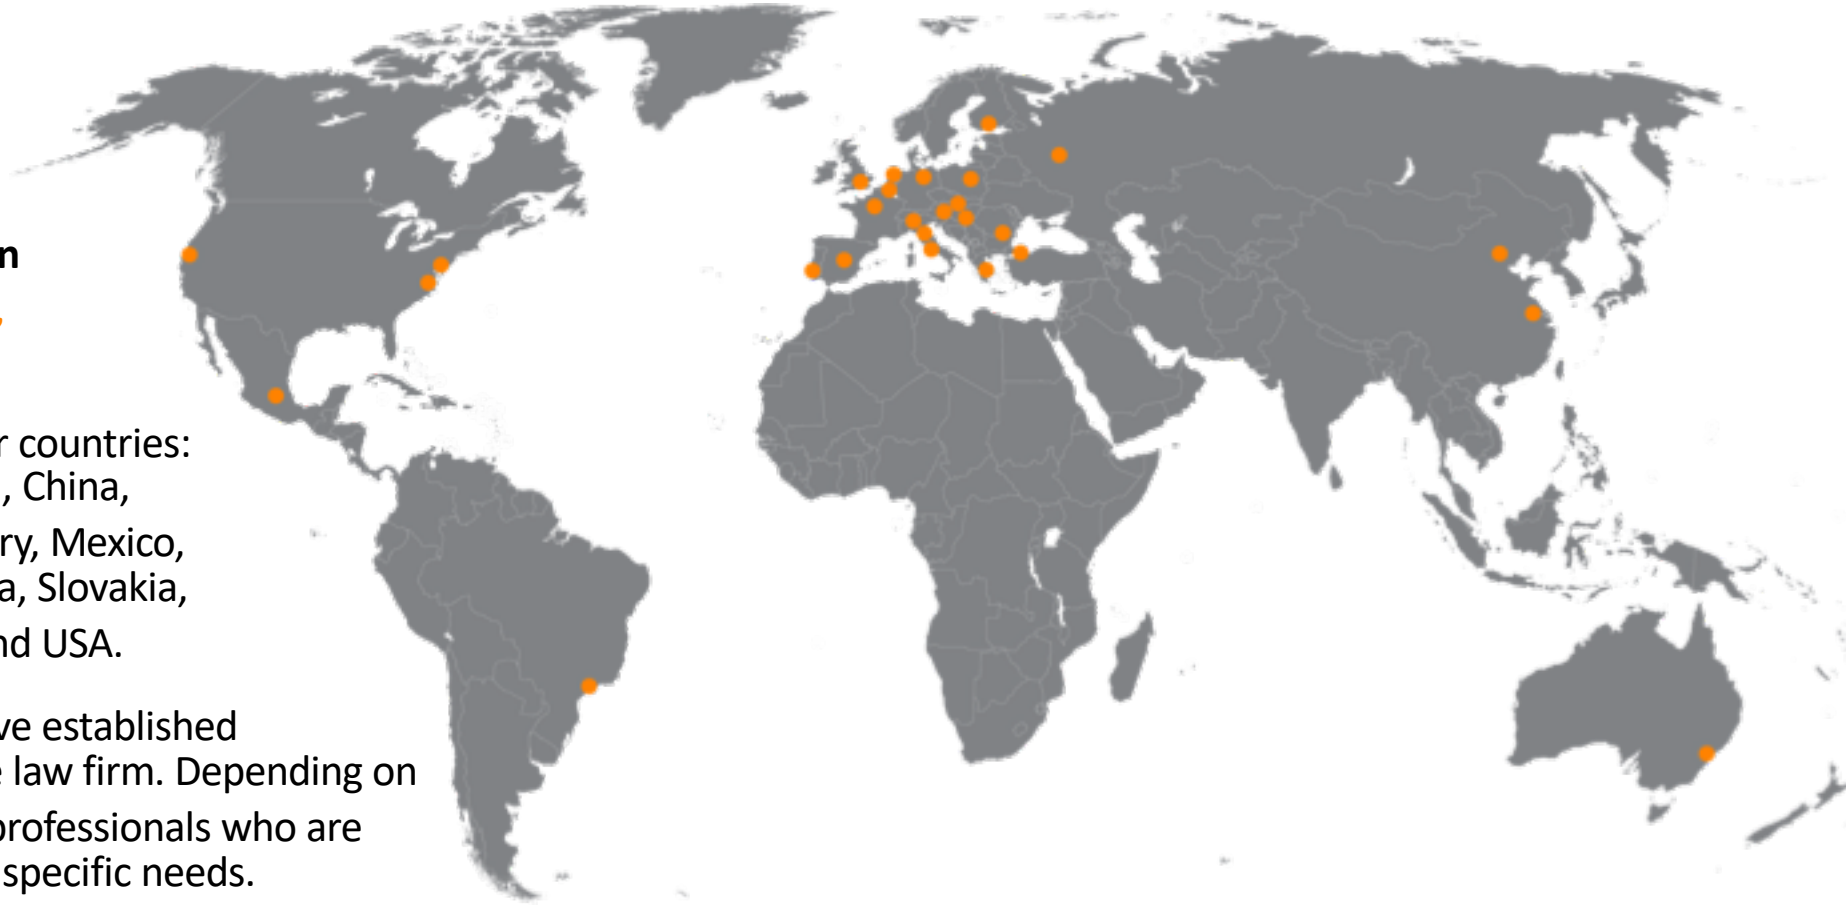 n
,
r countries:
, China,
ry, Mexico,
a, Slovakia,
nd USA.
ve established
e law firm. Depending on
professionals who are
specific needs.